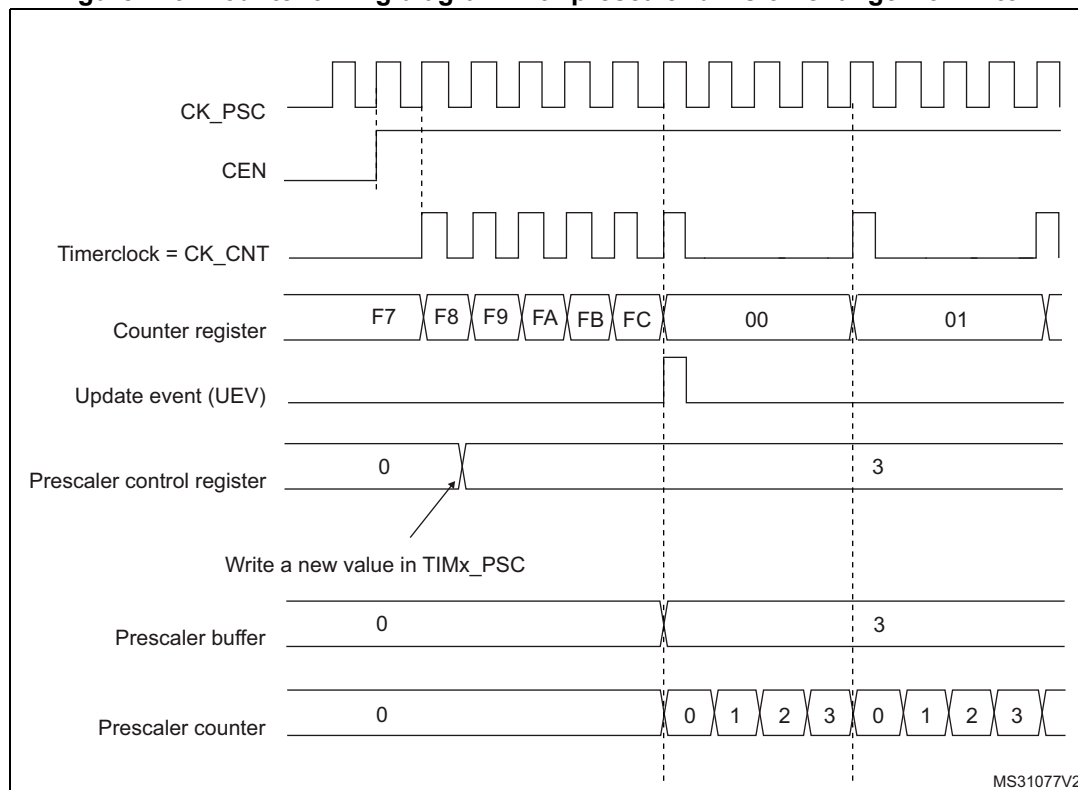 CK_PSC
CEN
Timerclock = CK_CNT
Counter register
F7 F8 F9 FA FB FC 00 01
Update event (UEV)
Prescaler control register
0 3
Write a new value in TIMx_PSC
Prescaler buffer
0 3
Prescaler counter
0 0 1 2 3 0 1 2 3
MS31077V2